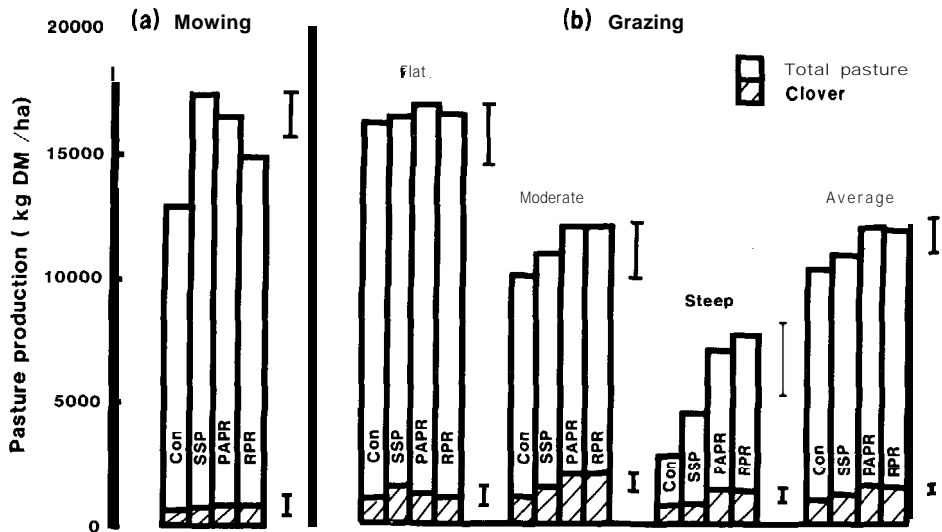 (a) Mowing
(b) Grazing
20000
15000
10000
5000
0
Pasture production ( kg DM /ha)
Total pasture
Clover
Flat
Moderate
Steep
Average
Con SSP PAPR RPR
Con SSP PAPR RPR
Con SSP PAPR RPR
Con SSP PAPR RPR
Con SSP PAPR RPR